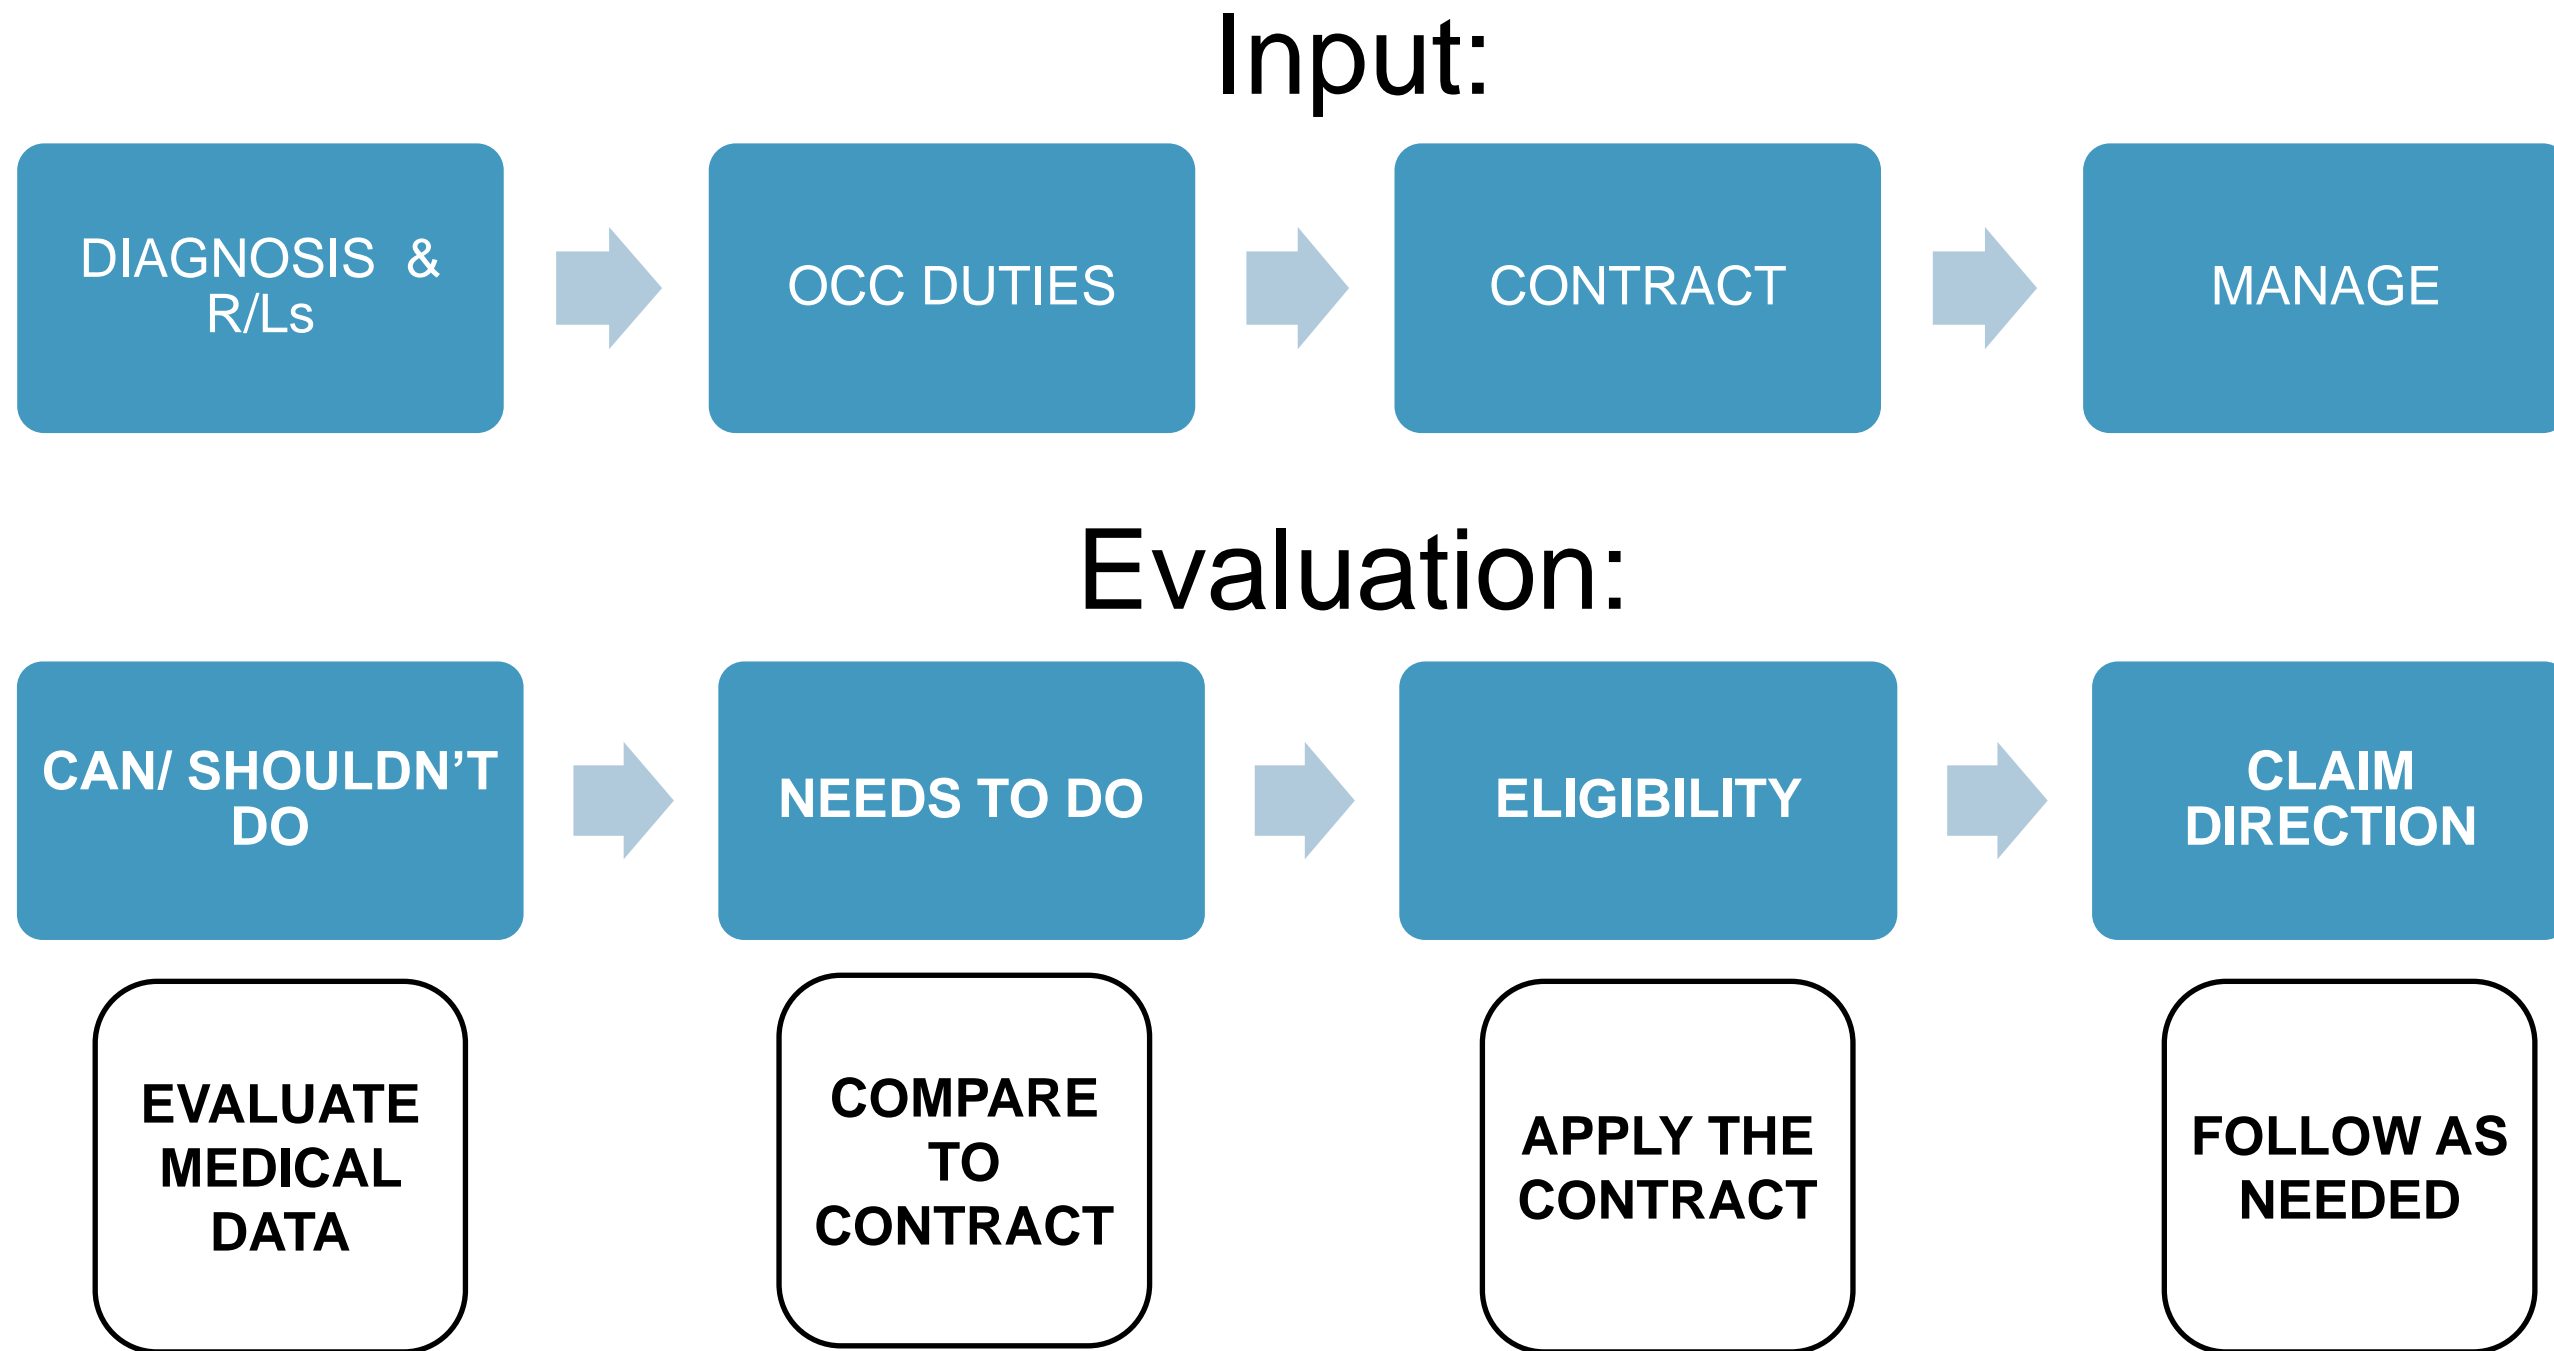 Input:
DIAGNOSIS &
R/Ls
OCC DUTIES
CONTRACT
MANAGE
Evaluation:
CAN/ SHOULDN’T
DO
NEEDS TO DO
ELIGIBILITY
CLAIM
DIRECTION
EVALUATE
MEDICAL
DATA
COMPARE
TO
CONTRACT
APPLY THE
CONTRACT
FOLLOW AS
NEEDED